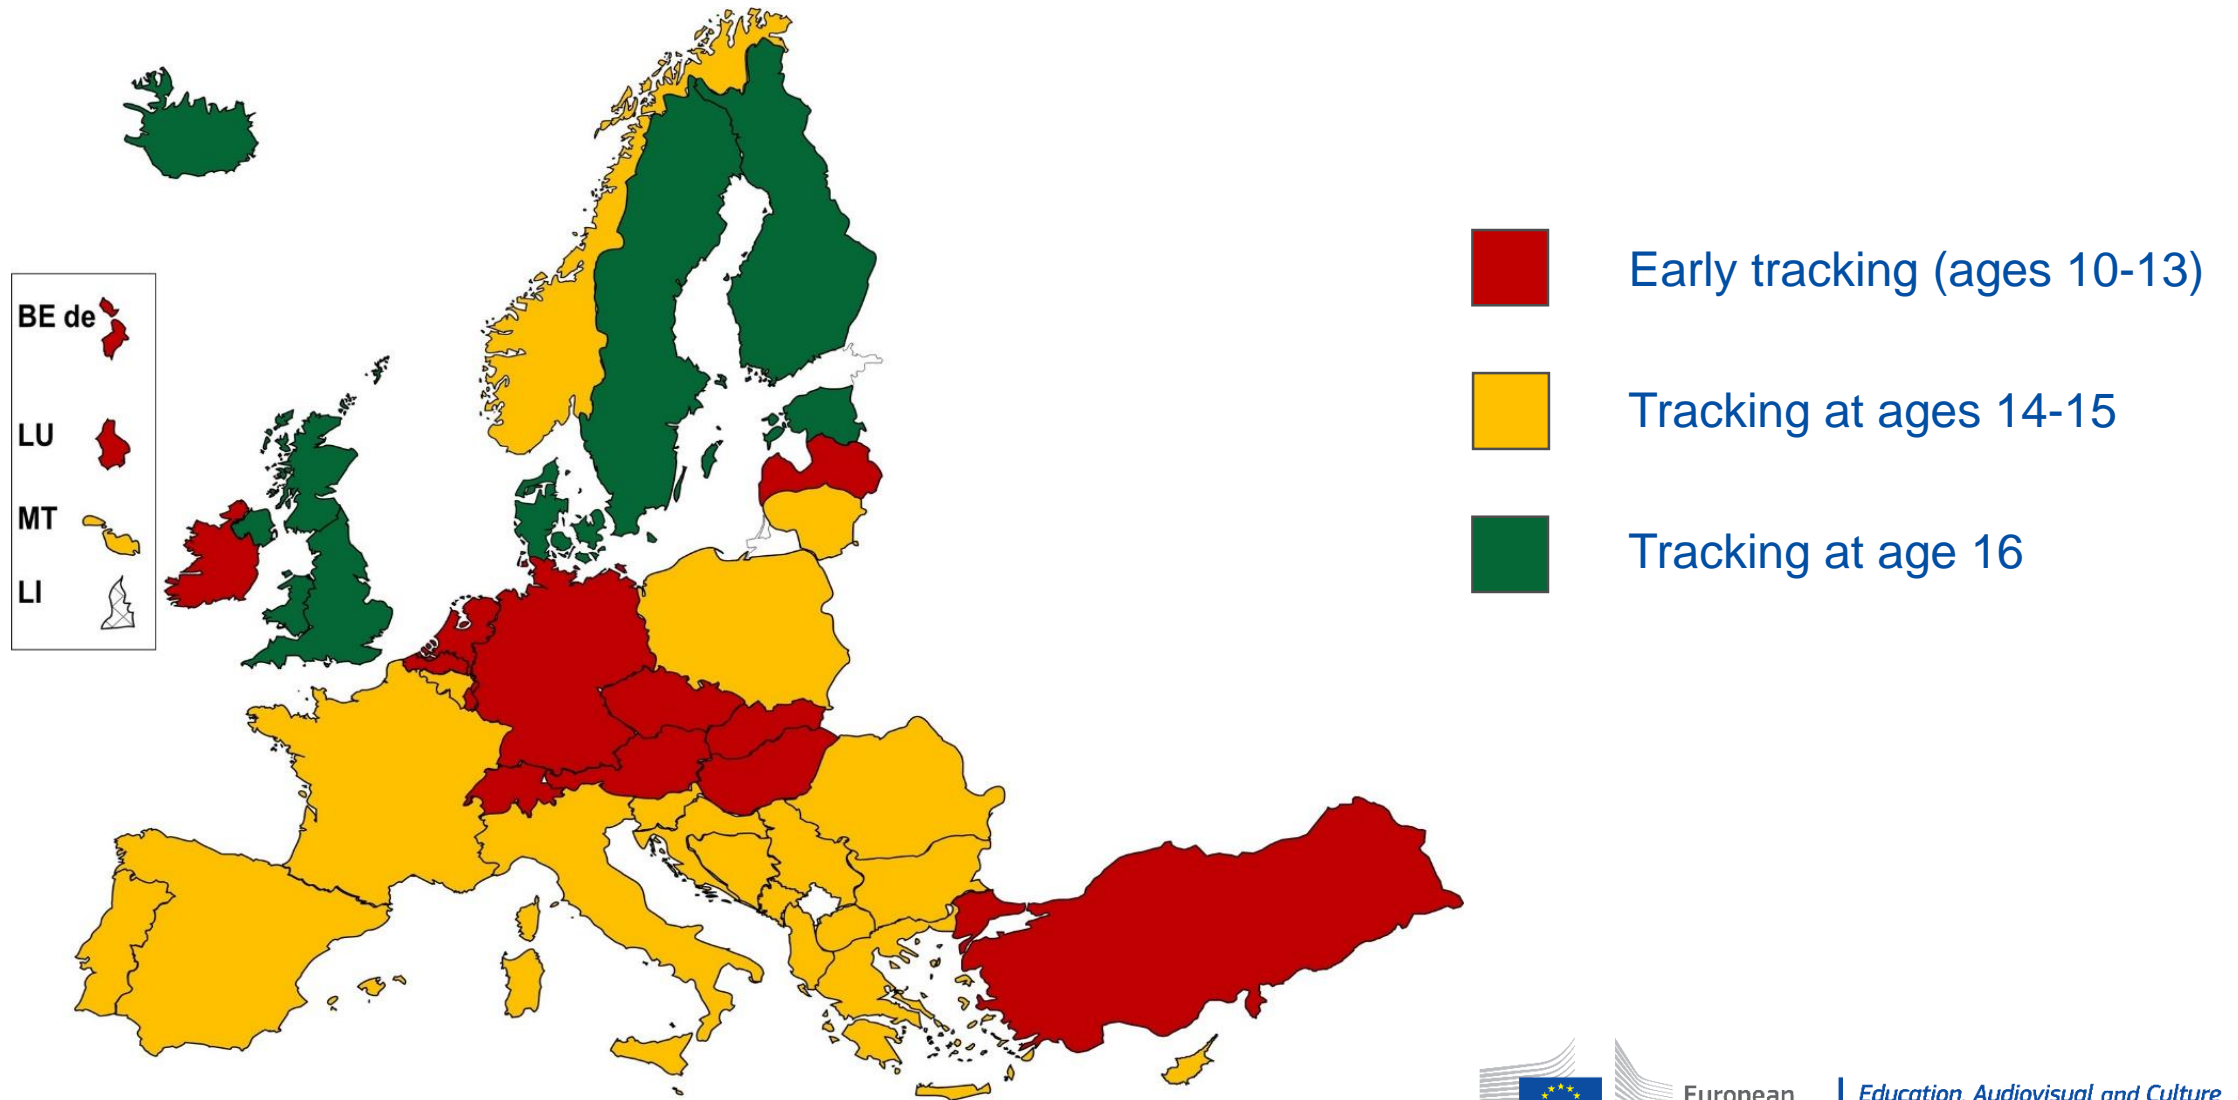 BE de
LU
MT
LI
Early tracking (ages 10-13)
Tracking at ages 14-15
Tracking at age 16
European
Education, Audiovisual and Culture